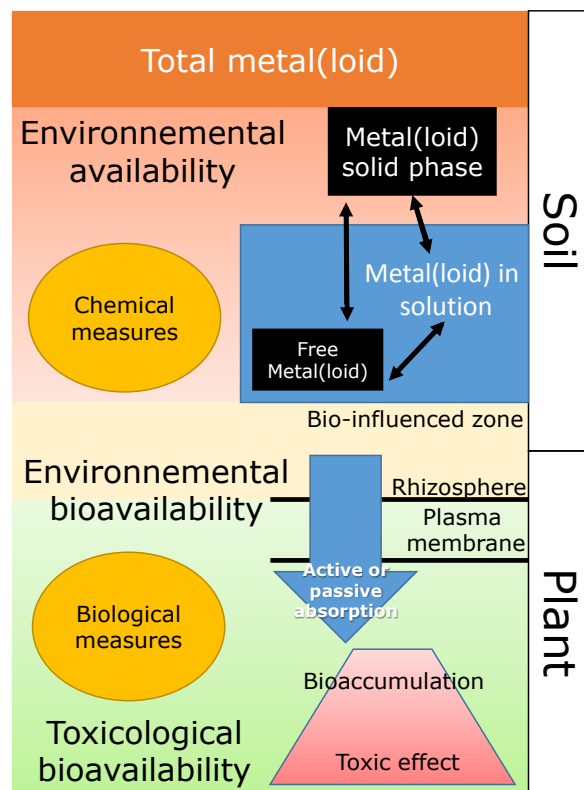 Total metal(loid)
Environnemental
availability
Metal(loid)
solid phase
Soil
Metal(loid) in
solution
Chemical
measures
Free
Metal(loid)
Bio-influenced zone
Environnemental
bioavailability
Rhizosphere
Plasma
membrane
Plant
Active or
passive
absorption
Biological
measures
Bioaccumulation
Toxicological
bioavailability
Toxic effect